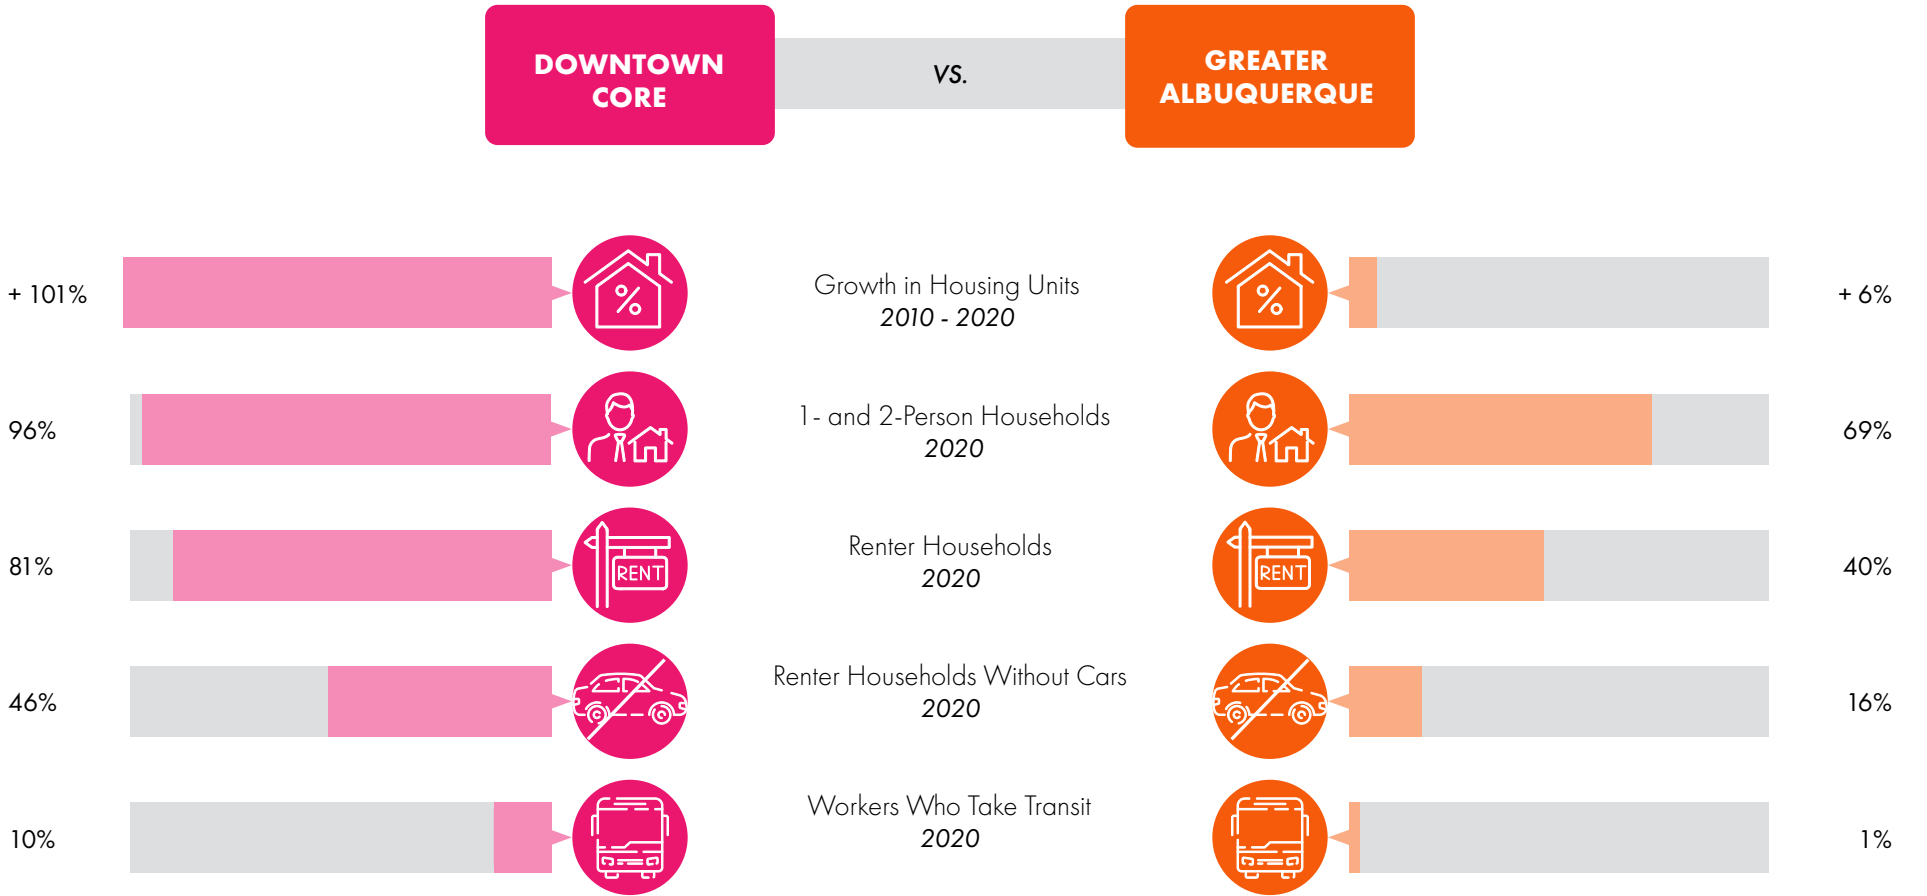 DOWNTOWN
CORE
VS.
GREATER
ALBUQUERQUE
+ 101%
Growth in Housing Units
2010 - 2020
+ 6%
96%
1- and 2-Person Households
2020
69%
81%
RENT
Renter Households
2020
RENT
40%
46%
Renter Households Without Cars
2020
16%
10%
Workers Who Take Transit
2020
1%